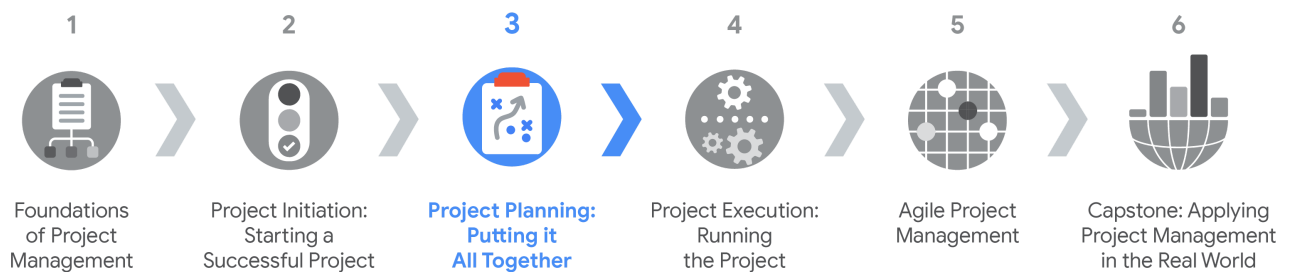 1
2
3
4
5
6
Foundations
of Project
Management
Project Initiation:
Starting a
Successful Project
Project Planning:
Putting it
All Together
Project Execution:
Running
the Project
Agile Project
Management
Capstone: Applying
Project Management
in the Real World